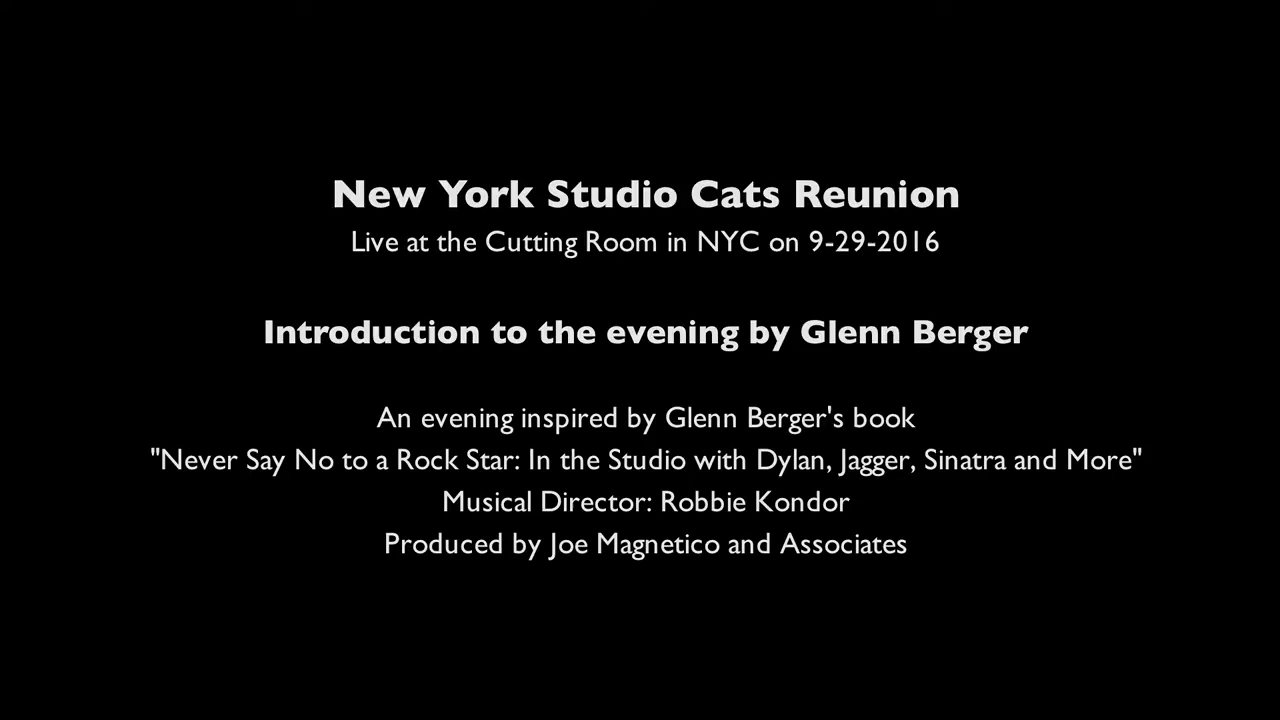 New York Studio Cats Reunion
Live at the Cutting Room in NYC on 9-29-2016
Introduction to the evening by Glenn Berger
An evening inspired by Glenn Berger's book
"Never Say No to a Rock Star: In the Studio with Dylan, Jagger, Sinatra and More"
Musical Director: Robbie Kondor
Produced by Joe Magnetico and Associates